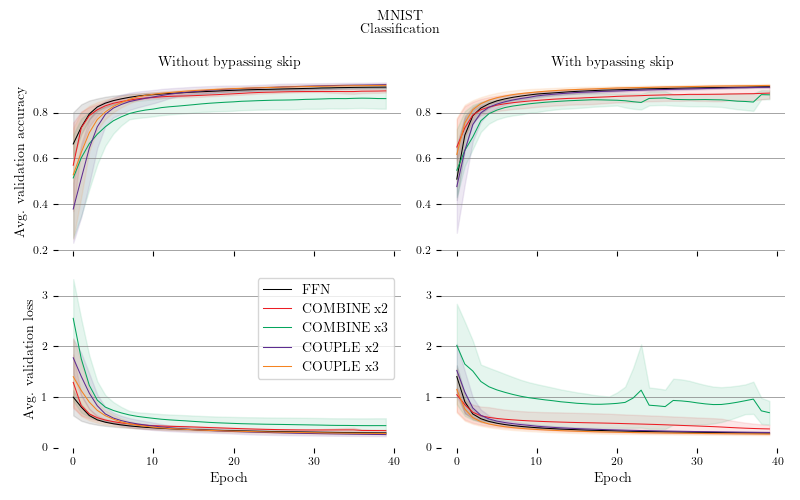 MNIST
Classification
Without bypassing skip
With bypassing skip
Avg. validation accuracy
0.8
0.6
0.4
0.2
0.8
0.6
0.4
0.2
Avg. validation loss
3
2
1
0
FFN
COMBINE x2
COMBINE x3
COUPLE x2
COUPLE x3
3
2
1
0
0
10
20
30
40
0
10
20
30
40
Epoch
Epoch